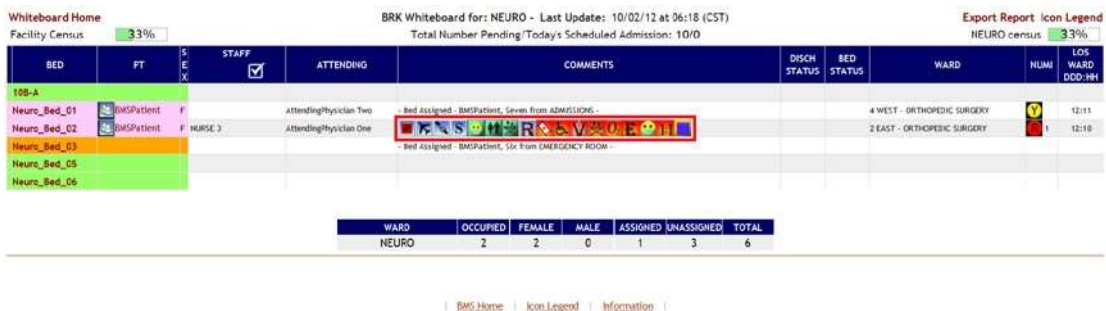 Whiteboard Home BRK Whiteboard for: NEURO - Last Update: 10/02/12 at 06:18 (CST) Export Report Icon Legend
Facility Census 33% Total Number Pending/Today's Scheduled Admission: 10/0 NEURO census 33%
BED PT SEX STAFF ATTENDING COMMENTS DISCH STATUS BED STATUS WARD NUMI LOS WARD DDD:HH
10B-A
Neuro_Bed_01 BMSPatient F AttendingPhysician Two - Bed Assigned - BMSPatient, Seven from ADMISSIONS - 4 WEST - ORTHOPEDIC SURGERY Y 12:11
Neuro_Bed_02 BMSPatient F NURSE 3 AttendingPhysician One S R V E 2 EAST - ORTHOPEDIC SURGERY 1 12:10
Neuro_Bed_03 - Bed Assigned - BMSPatient, Six from EMERGENCY ROOM -
Neuro_Bed_05
Neuro_Bed_06
WARD OCCUPIED FEMALE MALE ASSIGNED UNASSIGNED TOTAL
NEURO 2 2 0 1 3 6
| BMS Home | Icon Legend | Information |